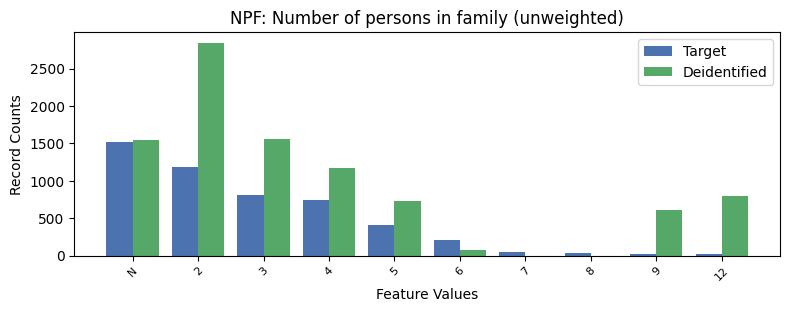 NPF: Number of persons in family (unweighted)
Target
Deidentified
Record Counts
2500
2000
1500
1000
500
0
N 2 3 4 5 6 7 8 9 12
Feature Values